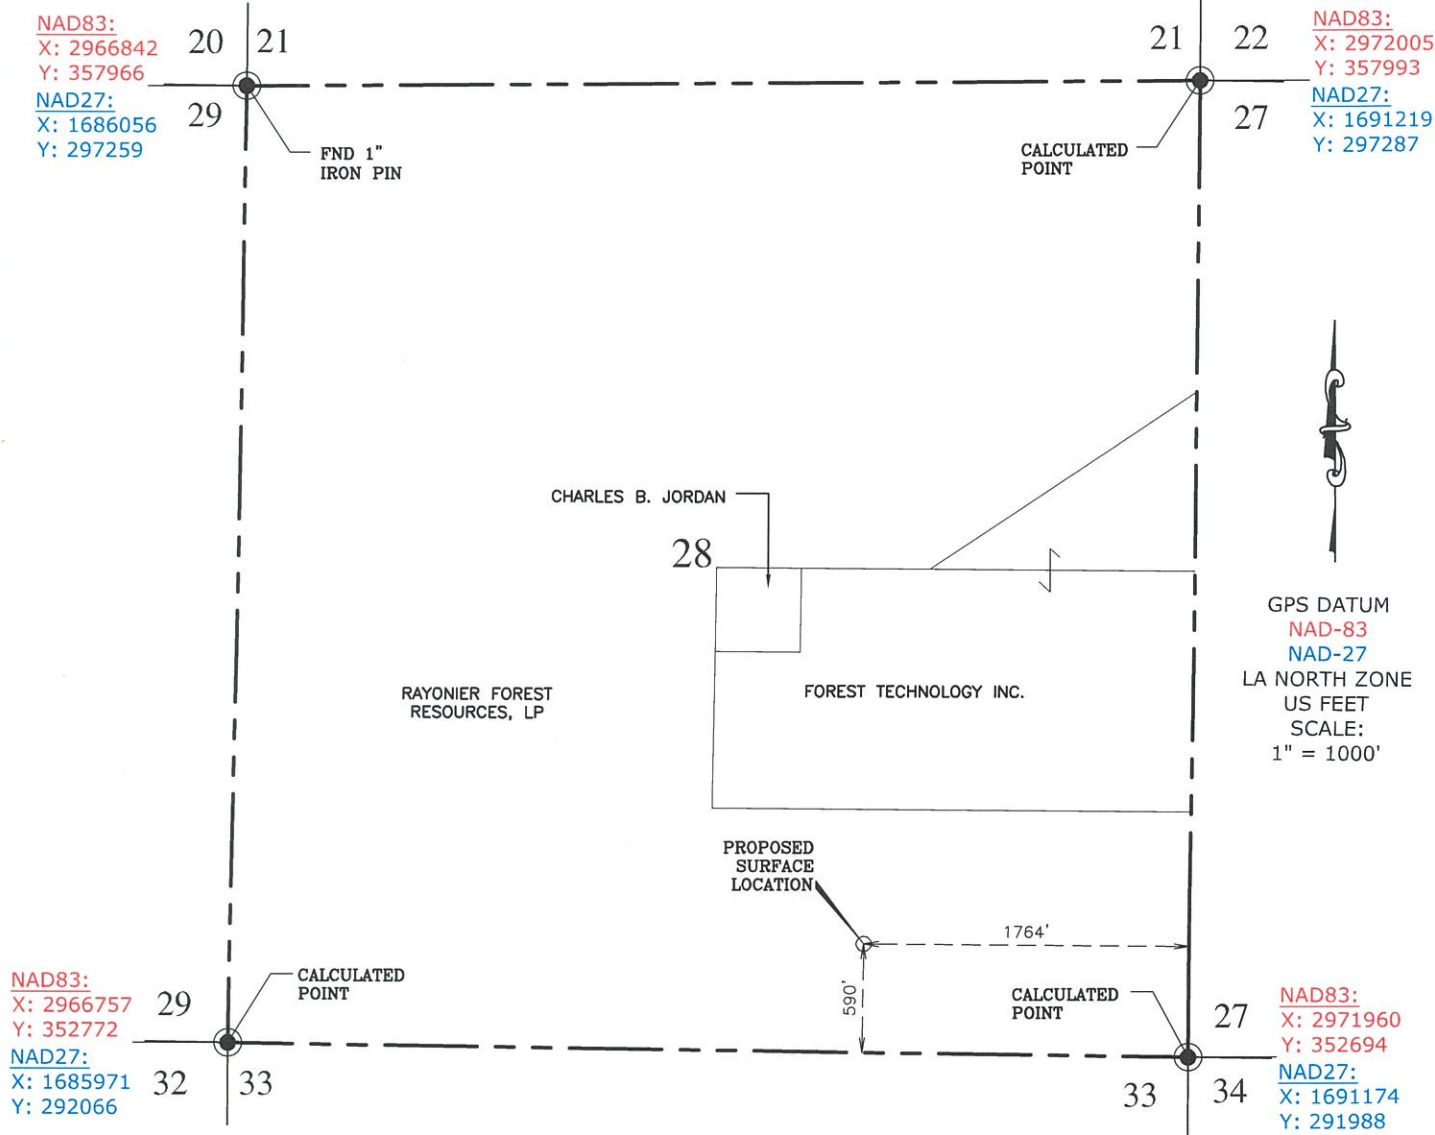 NAD83:
X: 2966842
Y: 357966
NAD27:
X: 1686056
Y: 297259
20 21
29
FND 1"
IRON PIN
21 22
27
CALCULATED
POINT
NAD83:
X: 2972005
Y: 357993
NAD27:
X: 1691219
Y: 297287
CHARLES B. JORDAN
28
RAYONIER FOREST
RESOURCES, LP
FOREST TECHNOLOGY INC.
GPS DATUM
NAD-83
NAD-27
LA NORTH ZONE
US FEET
SCALE:
1" = 1000'
PROPOSED
SURFACE
LOCATION
1764'
590'
NAD83:
X: 2966757
Y: 352772
NAD27:
X: 1685971
Y: 292066
29
32 33
CALCULATED
POINT
CALCULATED
POINT
27
33 34
NAD83:
X: 2971960
Y: 352694
NAD27:
X: 1691174
Y: 291988